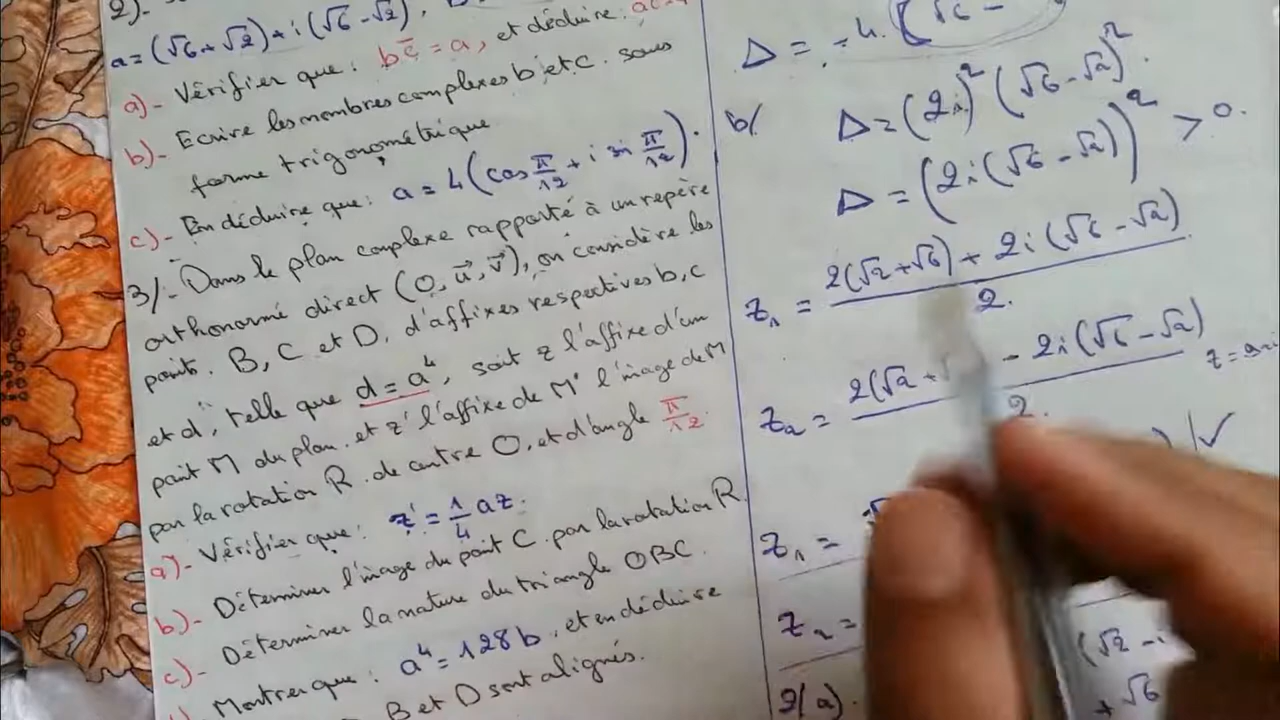 2)-
a = (√6 + √2) + i (√6 - √2),
a)- Vérifier que : bc̄ = a, et déduire.
b)- Ecrire les nombres complexes b et c. sous
forme trigonométrique
c)- En déduire que : a = 4 (cos π/12 + i sin π/12).
3/- Dans le plan complexe rapporté à un repère
orthonormé direct (O, u⃗, v⃗), on considère les
points. B, C et D, d'affixes respectives b, c
et d, telle que d = a⁴, soit z l'affixe d'un
point M du plan. et z' l'affixe de M' l'image de M
par la rotation R. de centre O, et d'angle π/12.
a)- Vérifier que : z' = 1/4 az.
b)- Déterminer l'image du point C par la rotation R
c)- Déterminer la nature du triangle OBC.
Montrer que : a⁴ = 128 b, et en déduire
B et D sont alignés.
Δ = -4. (√6 -
b/ Δ = (2i)² (√6 - √2)².
Δ = (2i (√6 - √2))² > 0.
z₁ = (2(√2 + √6) + 2i (√6 - √2)) / 2.
z₂ = 2(√2 + - 2i (√6 - √2) / 2.
z₁ =
z₂ =
(√2 -
+ √6
2/ a).